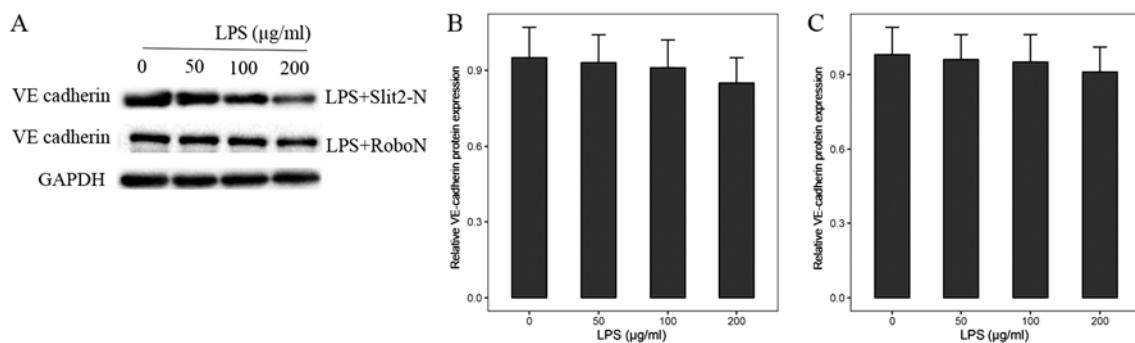 A
LPS (µg/ml)
0 50 100 200
VE cadherin LPS+Slit2-N
VE cadherin LPS+RoboN
GAPDH
B
Relative VE-cadherin protein expression
0.9
0.6
0.3
0.0
0 50 100 200
LPS (µg/ml)
C
Relative VE-cadherin protein expression
0.9
0.6
0.3
0.0
0 50 100 200
LPS (µg/ml)